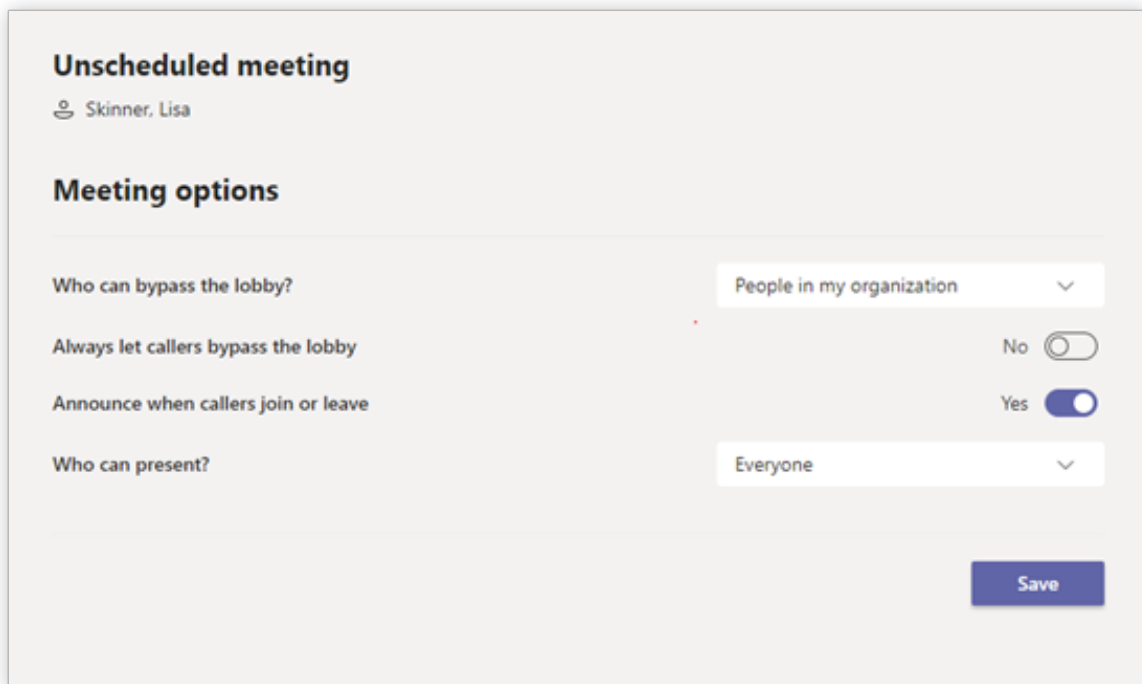 Unscheduled meeting
Skinner, Lisa
Meeting options
Who can bypass the lobby? People in my organization
Always let callers bypass the lobby No
Announce when callers join or leave Yes
Who can present? Everyone
Save